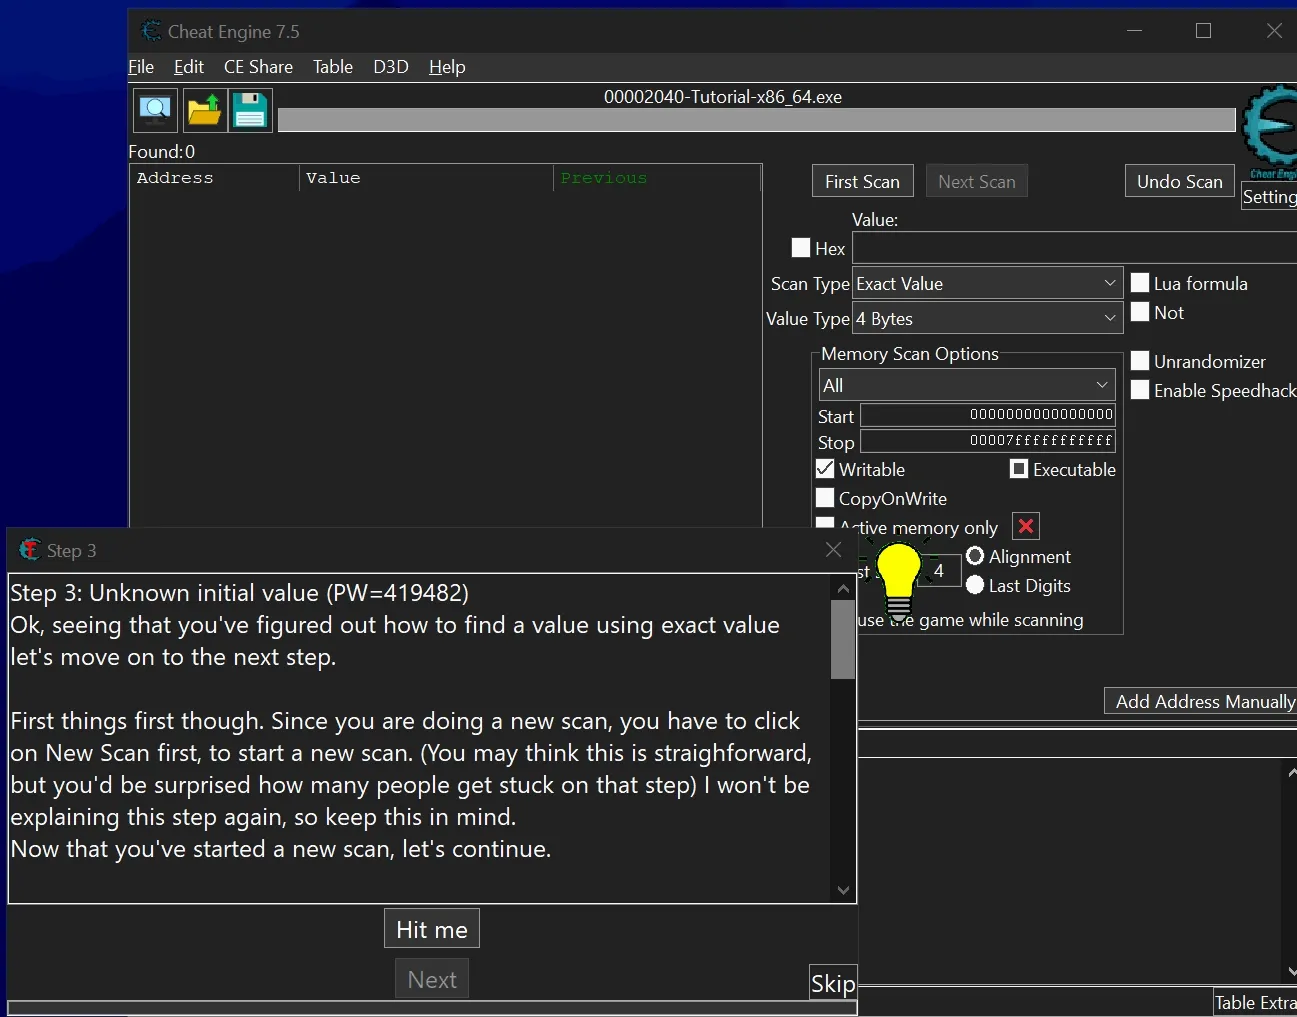 Cheat Engine 7.5
File Edit CE Share Table D3D Help
00002040-Tutorial-x86_64.exe
Cheat Engi
Found:0
Address Value Previous
First Scan Next Scan Undo Scan
Setting
Value:
Hex
Scan Type Exact Value
Lua formula
Value Type 4 Bytes
Not
Memory Scan Options
All
Unrandomizer
Enable Speedhack
Start 0000000000000000
Stop 00007fffffffffff
Writable Executable
CopyOnWrite
Active memory only
4
Alignment
Last Digits
use the game while scanning
Add Address Manually
Table Extra
Step 3
Step 3: Unknown initial value (PW=419482)
Ok, seeing that you've figured out how to find a value using exact value
let's move on to the next step.
First things first though. Since you are doing a new scan, you have to click
on New Scan first, to start a new scan. (You may think this is straighforward,
but you'd be surprised how many people get stuck on that step) I won't be
explaining this step again, so keep this in mind.
Now that you've started a new scan, let's continue.
Hit me
Next
Skip